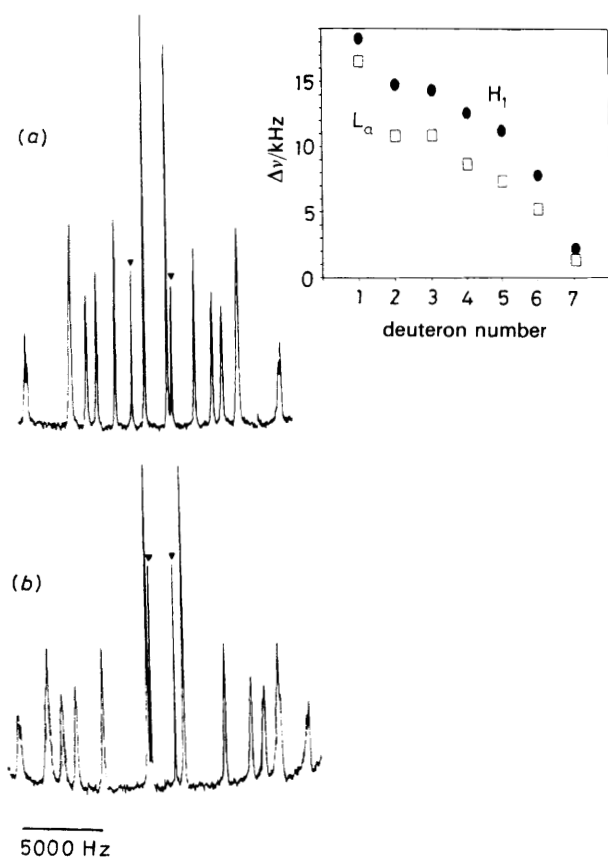 (a)
15
10
5
0
Δν/kHz
H₁
Lα
1 2 3 4 5 6 7
deuteron number
(b)
5000 Hz